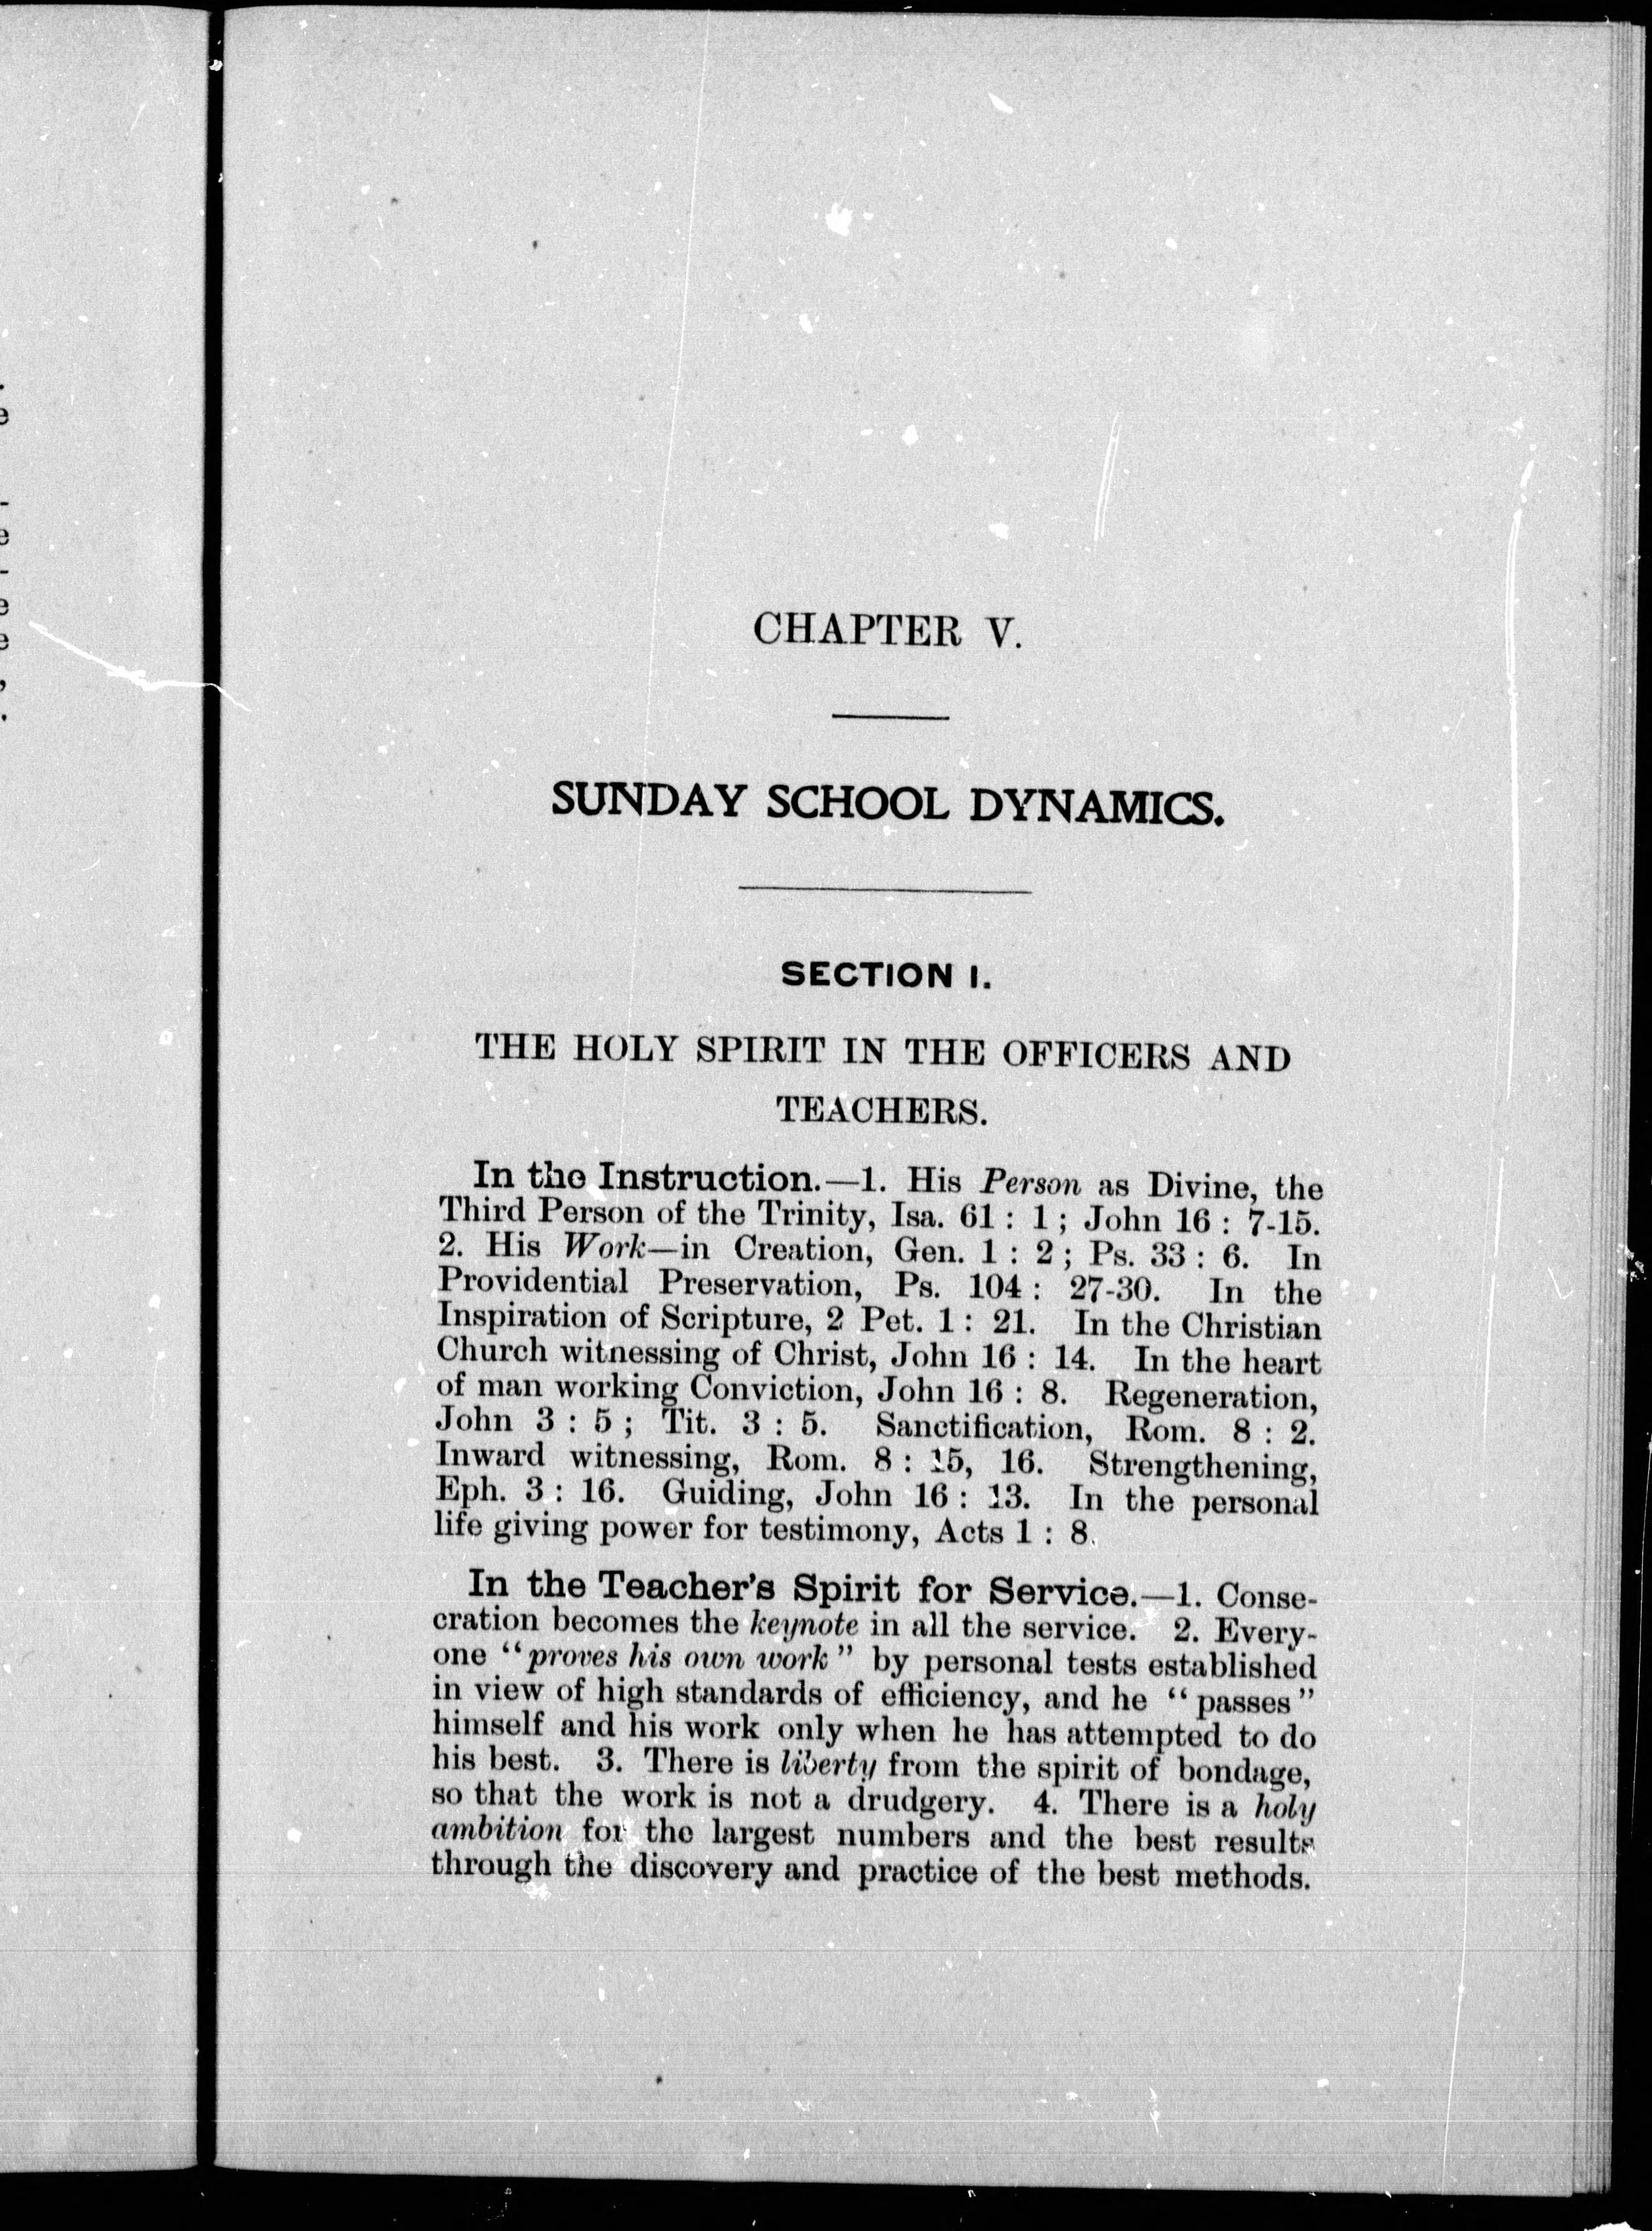 CHAPTER V.
SUNDAY SCHOOL DYNAMICS.
SECTION I.
THE HOLY SPIRIT IN THE OFFICERS AND
TEACHERS.
In the Instruction.—1. His Person as Divine, the
Third Person of the Trinity, Isa. 61 : 1 ; John 16 : 7-15.
2. His Work—in Creation, Gen. 1 : 2 ; Ps. 33 : 6. In
Providential Preservation, Ps. 104 : 27-30. In the
Inspiration of Scripture, 2 Pet. 1 : 21. In the Christian
Church witnessing of Christ, John 16 : 14. In the heart
of man working Conviction, John 16 : 8. Regeneration,
John 3 : 5 ; Tit. 3 : 5. Sanctification, Rom. 8 : 2.
Inward witnessing, Rom. 8 : 15, 16. Strengthening,
Eph. 3 : 16. Guiding, John 16 : 13. In the personal
life giving power for testimony, Acts 1 : 8.
In the Teacher's Spirit for Service.—1. Conse-
cration becomes the keynote in all the service. 2. Every-
one "proves his own work" by personal tests established
in view of high standards of efficiency, and he "passes"
himself and his work only when he has attempted to do
his best. 3. There is liberty from the spirit of bondage,
so that the work is not a drudgery. 4. There is a holy
ambition for the largest numbers and the best results
through the discovery and practice of the best methods.